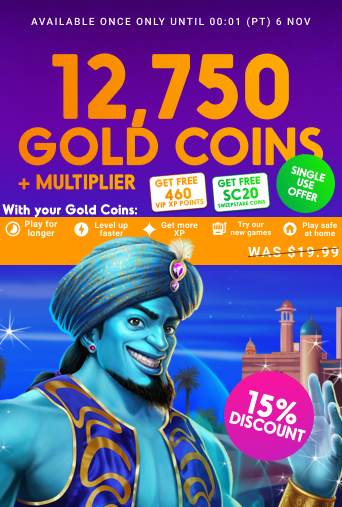 AVAILABLE ONCE ONLY UNTIL 00:01 (PT) 6 NOV
12,750
GOLD COINS
+ MULTIPLIER
GET FREE
460
VIP XP POINTS
GET FREE
SC20
SWEEPSTAKE COINS
SINGLE
USE
OFFER
With your Gold Coins:
Play for
longer
Level up
faster
Get more
XP
Try our
new games
Play safe
at home
WAS $19.99
15%
DISCOUNT